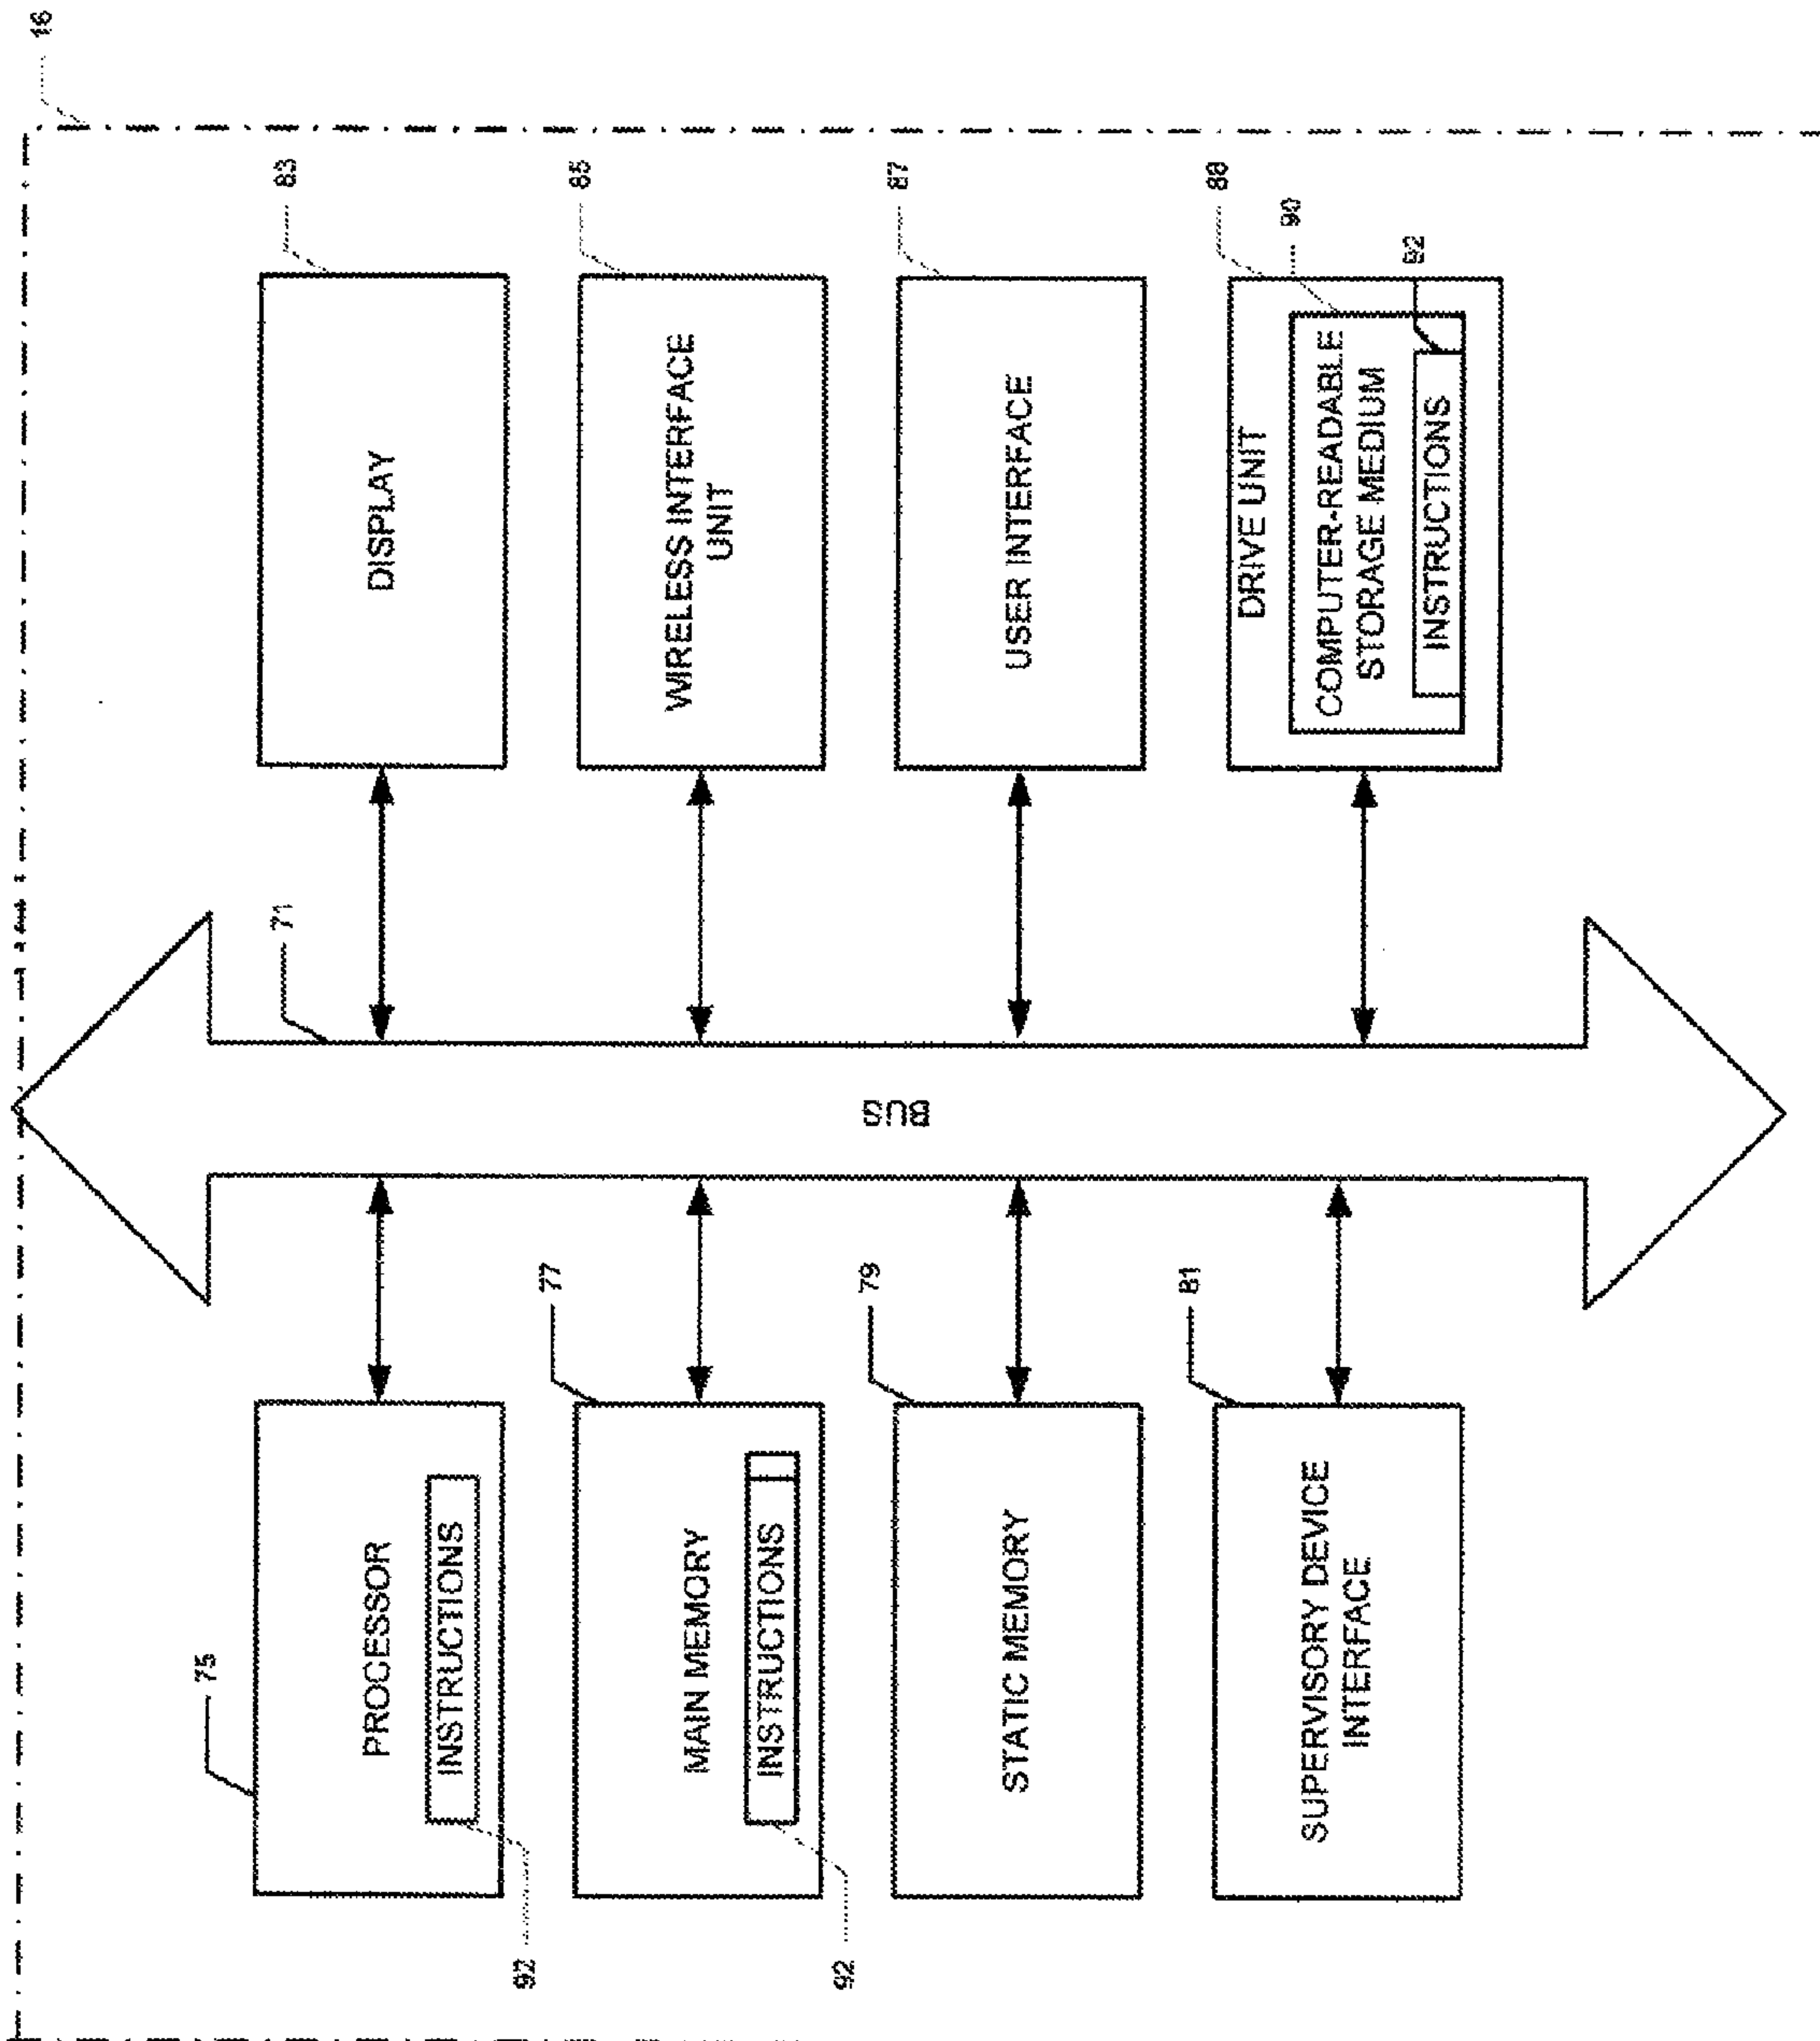 16
75
71
83
PROCESSOR
DISPLAY
INSTRUCTIONS
92
77
85
MAIN MEMORY
WIRELESS INTERFACE
UNIT
INSTRUCTIONS
92
79
87
BUS
STATIC MEMORY
USER INTERFACE
81
88
DRIVE UNIT
90
SUPERVISORY DEVICE
INTERFACE
COMPUTER-READABLE
STORAGE MEDIUM
92
INSTRUCTIONS